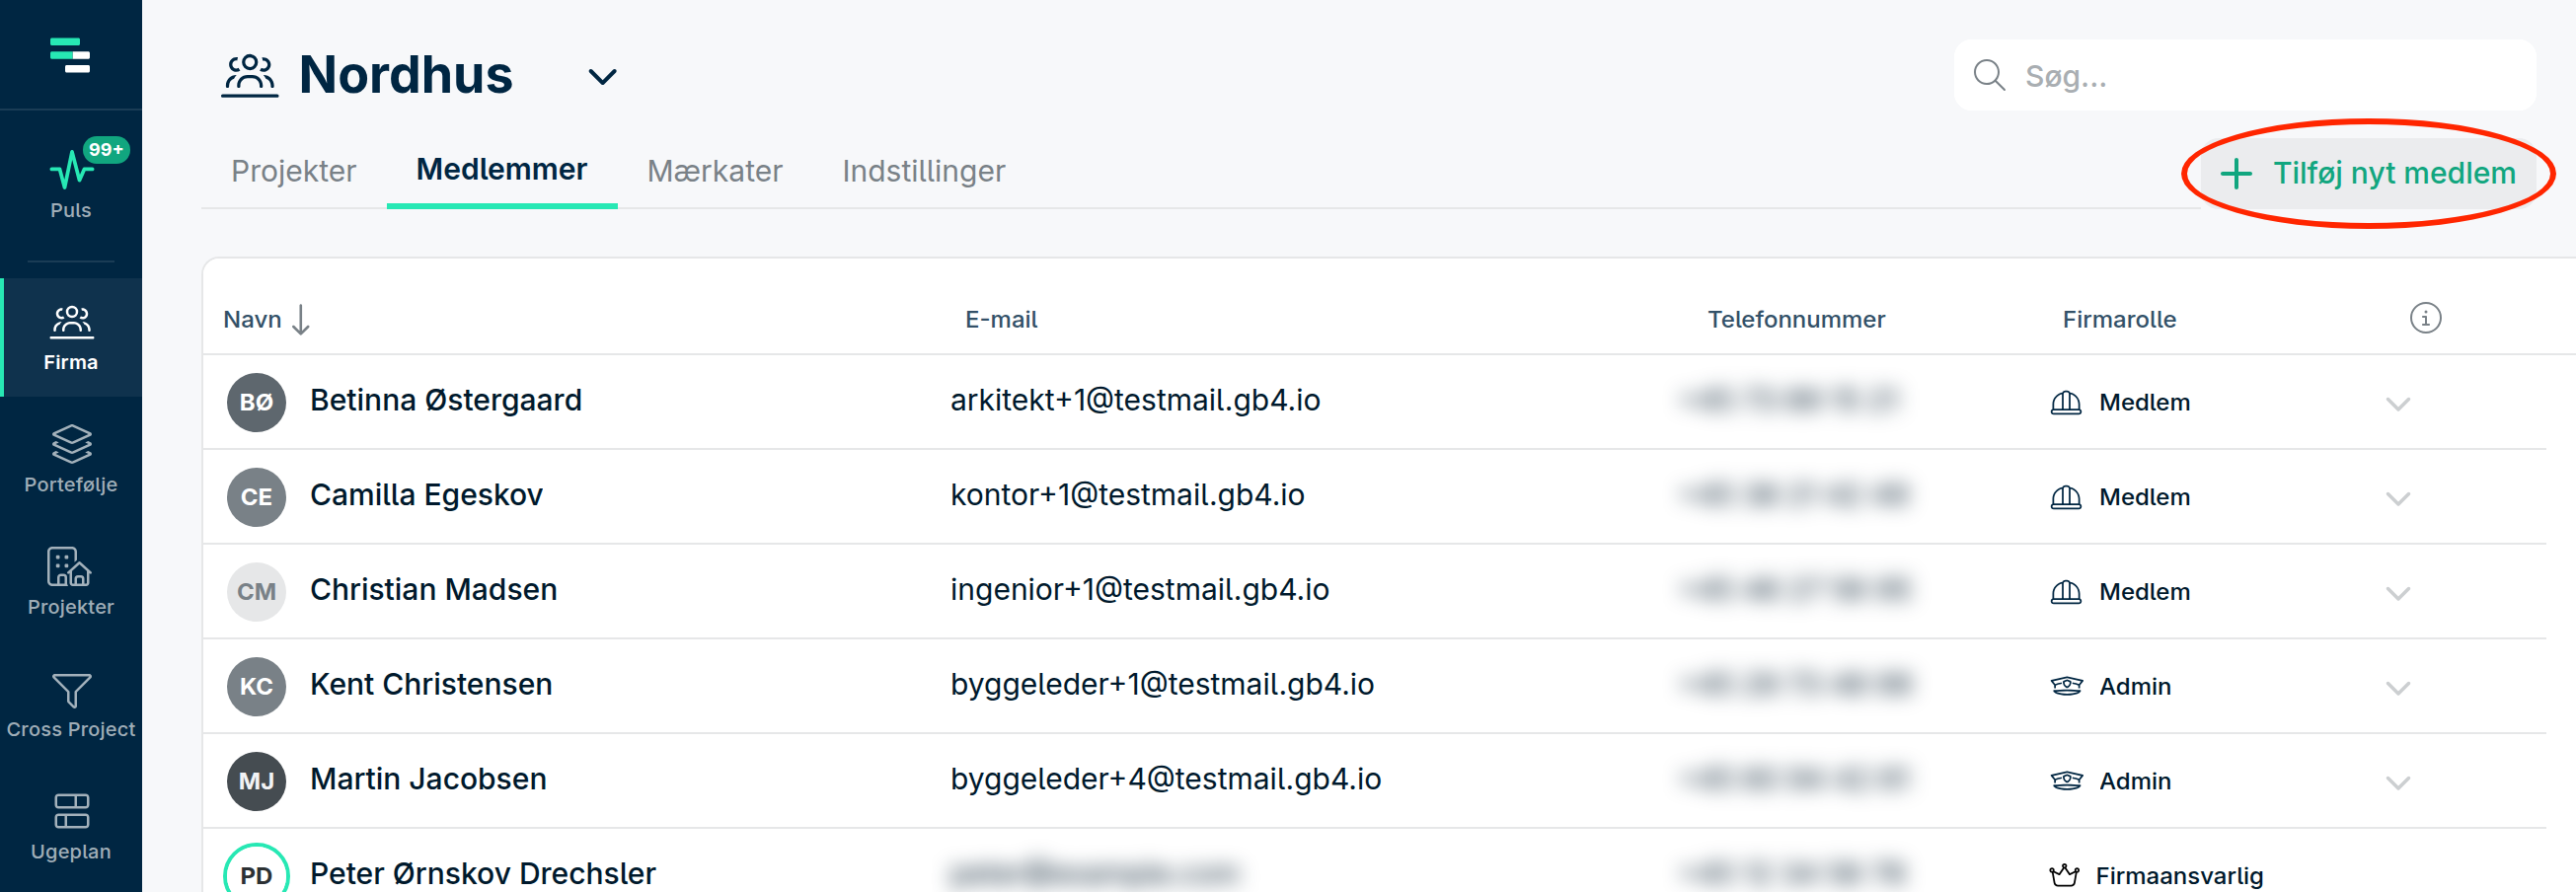 Nordhus
Søg...
99+
Puls
Projekter Medlemmer Mærkater Indstillinger
Tilføj nyt medlem
Firma
Portefølje
Projekter
Cross Project
Ugeplan
Navn E-mail Telefonnummer Firmarolle
BØ Betinna Østergaard arkitekt+1@testmail.gb4.io Medlem
CE Camilla Egeskov kontor+1@testmail.gb4.io Medlem
CM Christian Madsen ingenior+1@testmail.gb4.io Medlem
KC Kent Christensen byggeleder+1@testmail.gb4.io Admin
MJ Martin Jacobsen byggeleder+4@testmail.gb4.io Admin
PD Peter Ørnskov Drechsler Firmaansvarlig